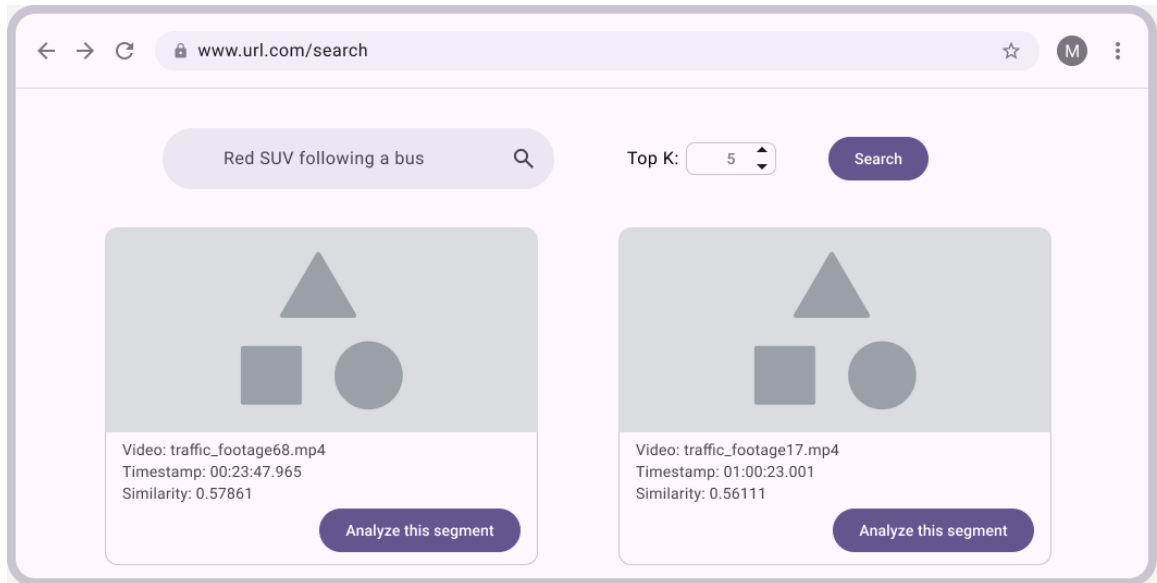 www.url.com/search
M
Red SUV following a bus
Top K: 5
Search
Video: traffic_footage68.mp4
Timestamp: 00:23:47.965
Similarity: 0.57861
Analyze this segment
Video: traffic_footage17.mp4
Timestamp: 01:00:23.001
Similarity: 0.56111
Analyze this segment